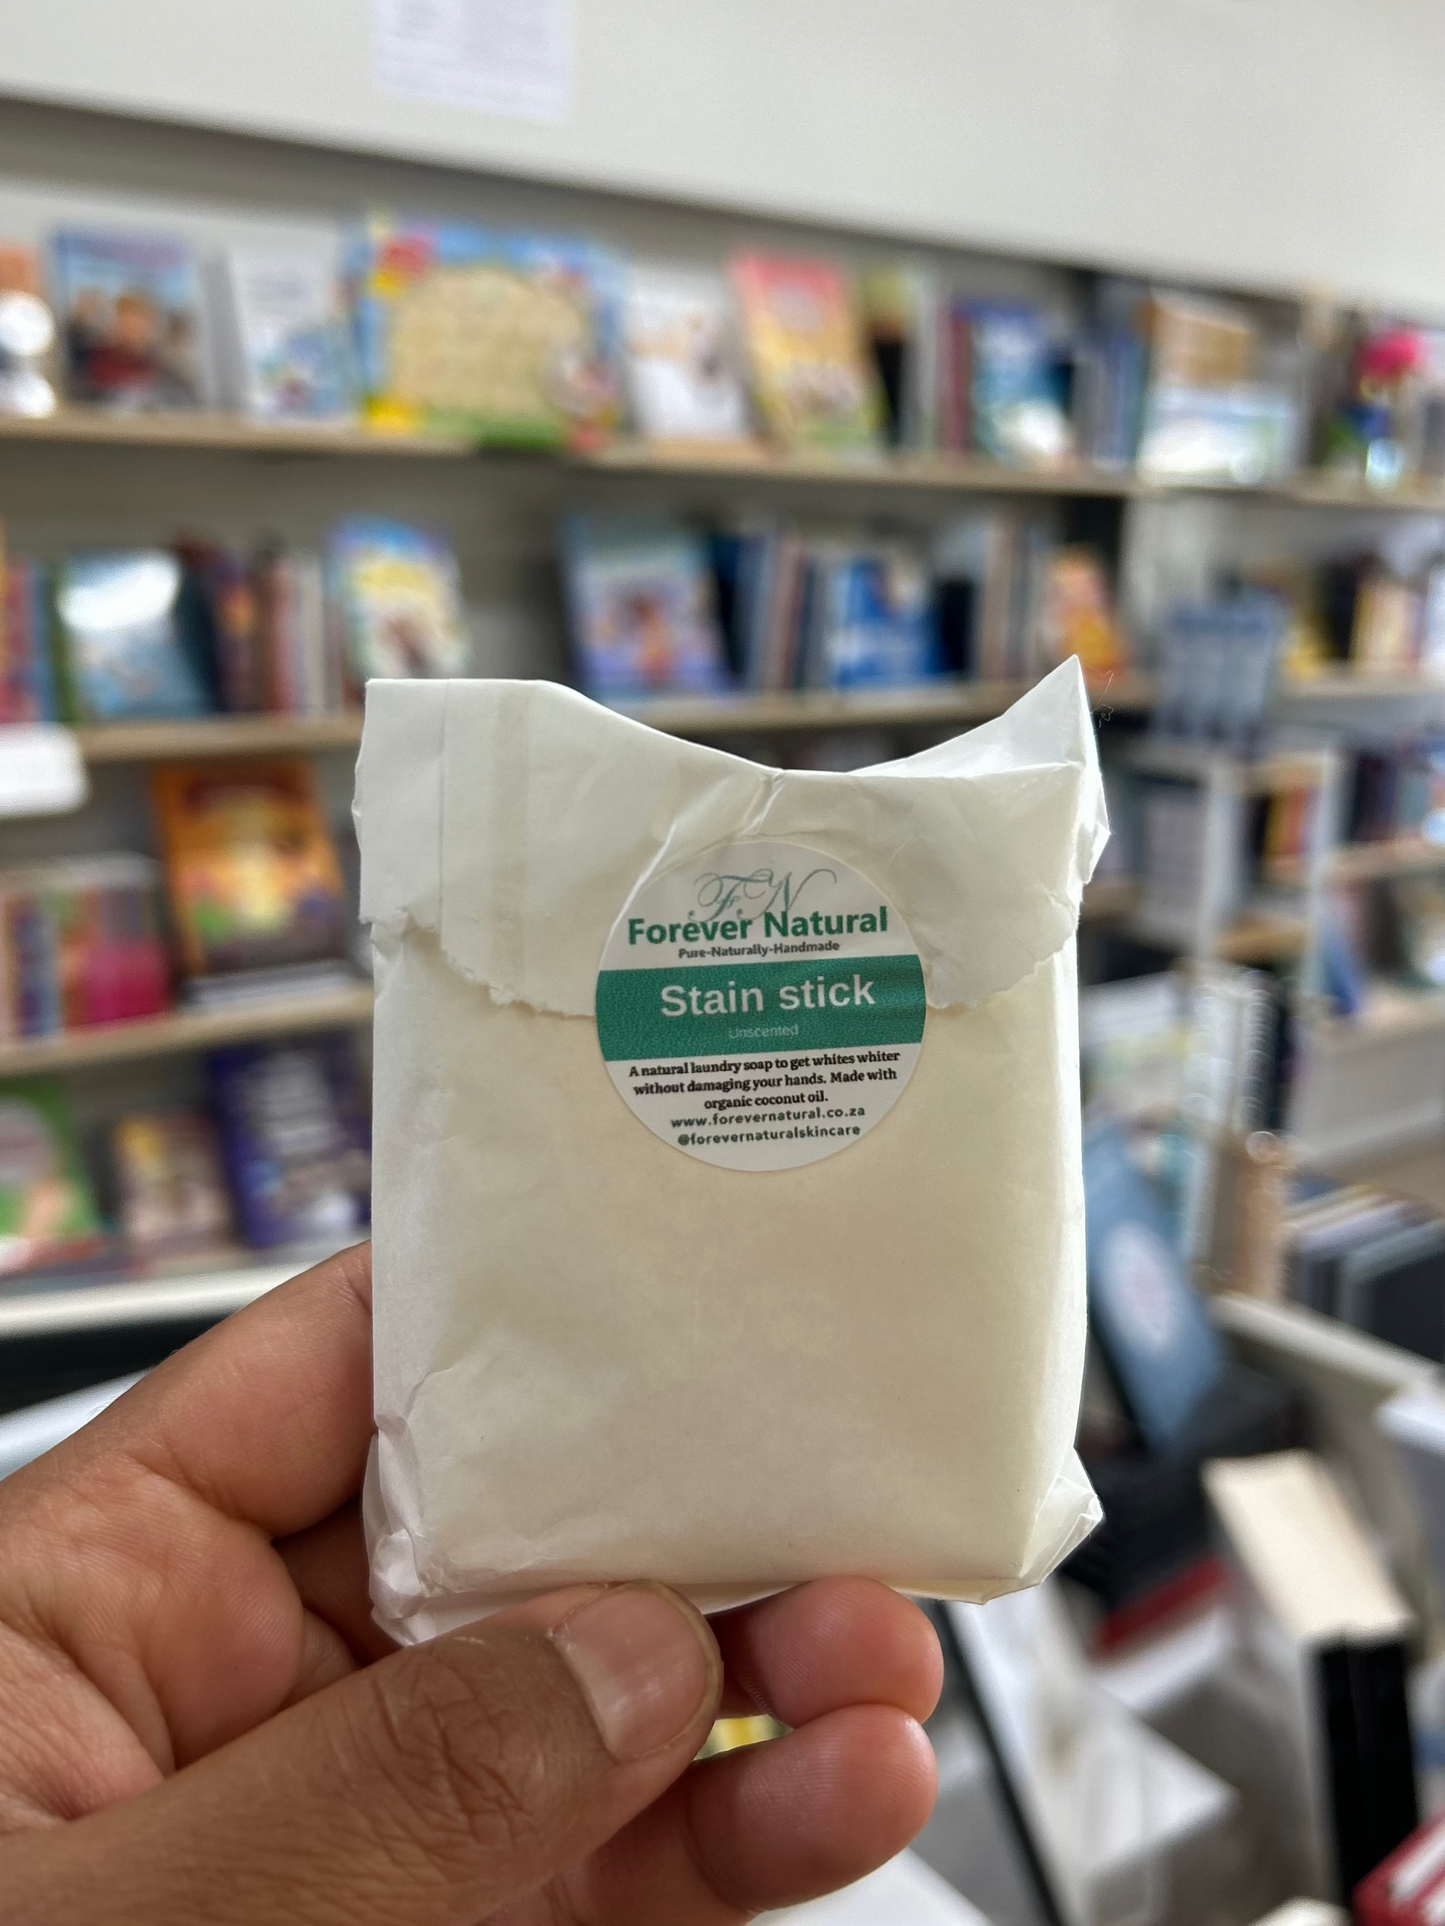 FN
Forever Natural
Pure-Naturally-Handmade
Stain stick
Unscented
A natural laundry soap to get whites whiter
without damaging your hands. Made with
organic coconut oil.
www.forevernatural.co.za
@forevernaturalskincare